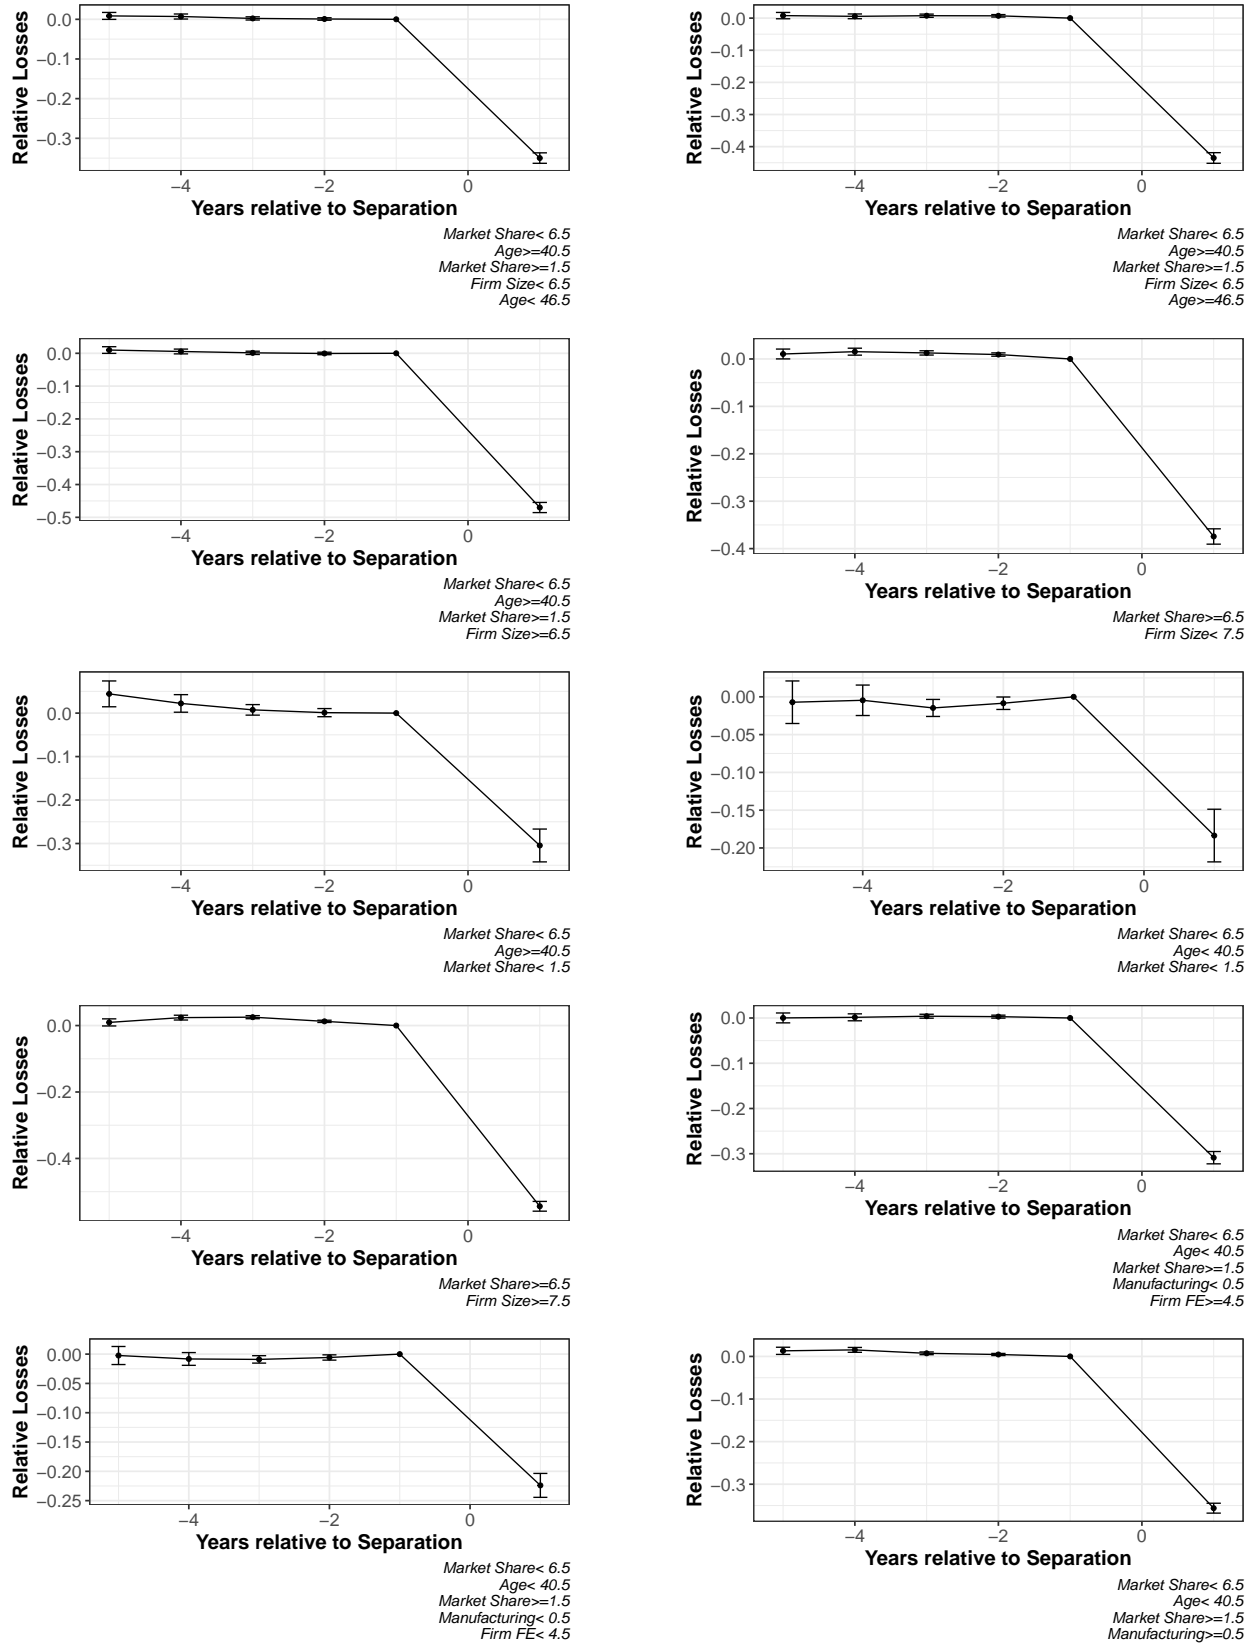 Relative Losses
0.0
−0.1
−0.2
−0.3
−4
−2
0
Years relative to Separation
Market Share< 6.5
Age>=40.5
Market Share>=1.5
Firm Size< 6.5
Age< 46.5
Relative Losses
0.0
−0.1
−0.2
−0.3
−0.4
−4
−2
0
Years relative to Separation
Market Share< 6.5
Age>=40.5
Market Share>=1.5
Firm Size< 6.5
Age>=46.5
Relative Losses
0.0
−0.1
−0.2
−0.3
−0.4
−0.5
−4
−2
0
Years relative to Separation
Market Share< 6.5
Age>=40.5
Market Share>=1.5
Firm Size>=6.5
Relative Losses
0.0
−0.1
−0.2
−0.3
−0.4
−4
−2
0
Years relative to Separation
Market Share>=6.5
Firm Size< 7.5
Relative Losses
0.0
−0.1
−0.2
−0.3
−4
−2
0
Years relative to Separation
Market Share< 6.5
Age>=40.5
Market Share< 1.5
Relative Losses
0.00
−0.05
−0.10
−0.15
−0.20
−4
−2
0
Years relative to Separation
Market Share< 6.5
Age< 40.5
Market Share< 1.5
Relative Losses
0.0
−0.2
−0.4
−4
−2
0
Years relative to Separation
Market Share>=6.5
Firm Size>=7.5
Relative Losses
0.0
−0.1
−0.2
−0.3
−4
−2
0
Years relative to Separation
Market Share< 6.5
Age< 40.5
Market Share>=1.5
Manufacturing< 0.5
Firm FE>=4.5
Relative Losses
0.00
−0.05
−0.10
−0.15
−0.20
−0.25
−4
−2
0
Years relative to Separation
Market Share< 6.5
Age< 40.5
Market Share>=1.5
Manufacturing< 0.5
Firm FE< 4.5
Relative Losses
0.0
−0.1
−0.2
−0.3
−4
−2
0
Years relative to Separation
Market Share< 6.5
Age< 40.5
Market Share>=1.5
Manufacturing>=0.5